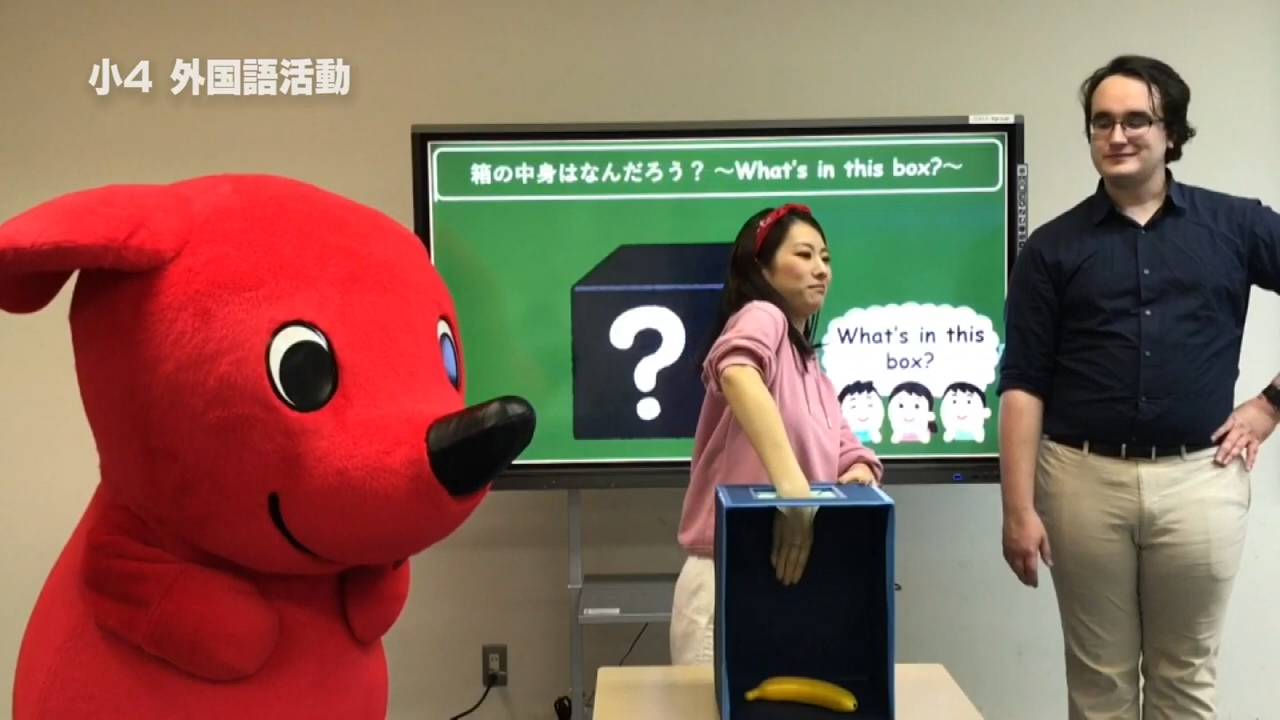 小4 外国語活動
箱の中身はなんだろう？ ～What's in this box?～
?
What's in this
box?